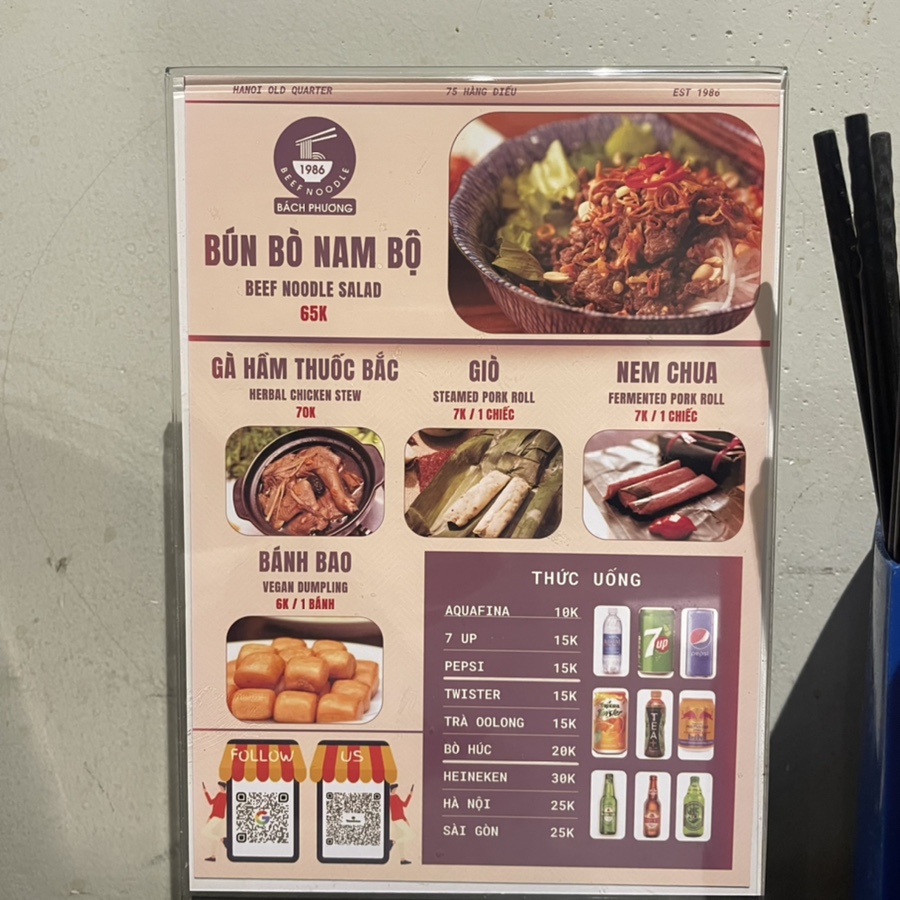 HANOI OLD QUARTER 75 HÀNG ĐIẾU EST 1986
1986
BEEF NOODLE
BÁCH PHƯƠNG
BÚN BÒ NAM BỘ
BEEF NOODLE SALAD
65K
GÀ HẦM THUỐC BẮC
HERBAL CHICKEN STEW
70K
GIÒ
STEAMED PORK ROLL
7K / 1 CHIẾC
NEM CHUA
FERMENTED PORK ROLL
7K / 1 CHIẾC
BÁNH BAO
VEGAN DUMPLING
6K / 1 BÁNH
THỨC UỐNG
AQUAFINA 10K
7 UP 15K
PEPSI 15K
TWISTER 15K
TRÀ OOLONG 15K
BÒ HÚC 20K
HEINEKEN 30K
HÀ NỘI 25K
SÀI GÒN 25K
7up
Twister
TEA+
FOLLOW US
G